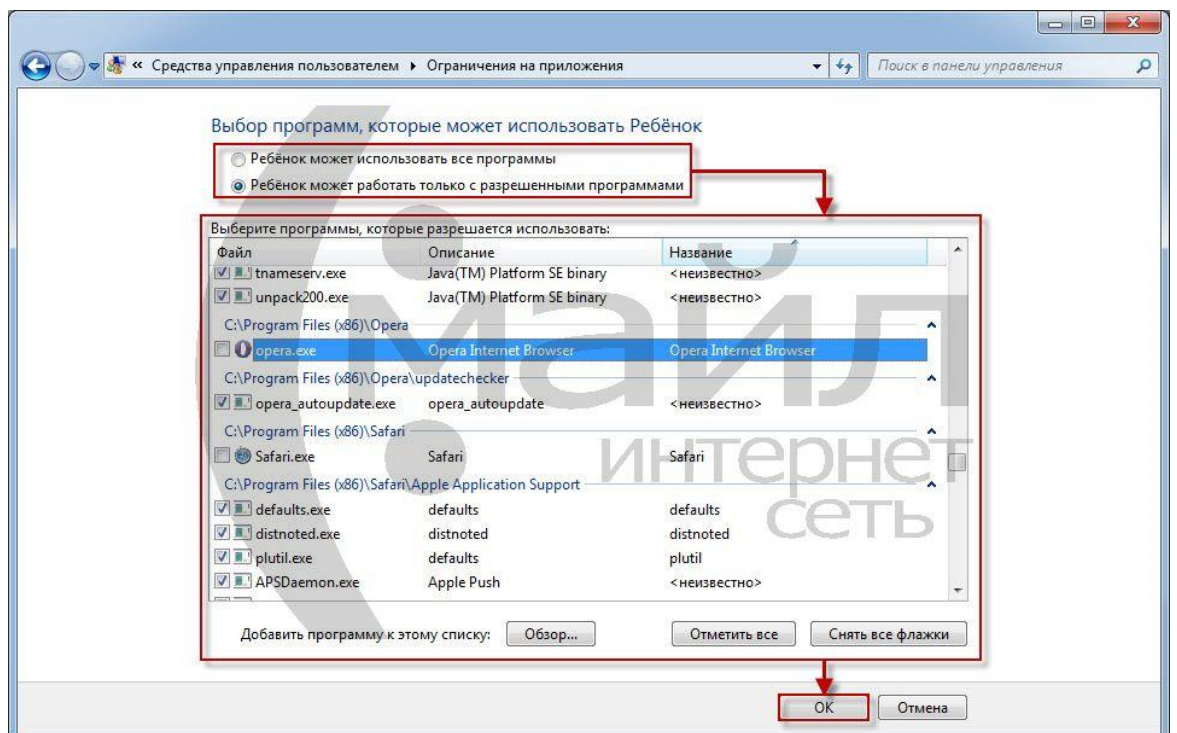 « Средства управления пользователем ▸ Ограничения на приложения
Поиск в панели управления
Выбор программ, которые может использовать Ребёнок
Ребёнок может использовать все программы
Ребёнок может работать только с разрешенными программами
Выберите программы, которые разрешается использовать:
Файл Описание Название
tnameserv.exe Java(TM) Platform SE binary <неизвестно>
unpack200.exe Java(TM) Platform SE binary <неизвестно>
C:\Program Files (x86)\Opera
opera.exe Opera Internet Browser Opera Internet Browser
C:\Program Files (x86)\Opera\updatechecker
opera_autoupdate.exe opera_autoupdate <неизвестно>
C:\Program Files (x86)\Safari
Safari.exe Safari Safari
C:\Program Files (x86)\Safari\Apple Application Support
defaults.exe defaults defaults
distnoted.exe distnoted distnoted
plutil.exe defaults plutil
APSDaemon.exe Apple Push <неизвестно>
Добавить программу к этому списку: Обзор... Отметить все Снять все флажки
OK Отмена
майл
интернет
сеть